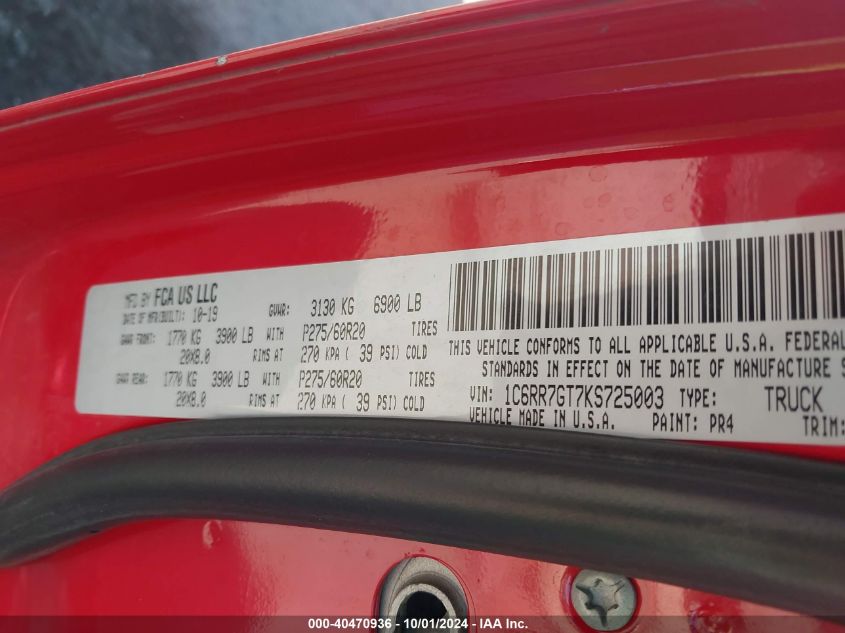 MFD BY FCA US LLC
DATE OF MFR(BUILT): 10-19 GVWR: 3130 KG 6900 LB
GAWR FRONT: 1770 KG 3900 LB WITH P275/60R20 TIRES
20X8.0 RIMS AT 270 KPA ( 39 PSI) COLD
GAWR REAR: 1770 KG 3900 LB WITH P275/60R20 TIRES
20X8.0 RIMS AT 270 KPA ( 39 PSI) COLD
THIS VEHICLE CONFORMS TO ALL APPLICABLE U.S.A. FEDERAL
STANDARDS IN EFFECT ON THE DATE OF MANUFACTURE
VIN: 1C6RR7GT7KS725003 TYPE: TRUCK
VEHICLE MADE IN U.S.A. PAINT: PR4 TRIM:
000-40470936 - 10/01/2024 - IAA Inc.